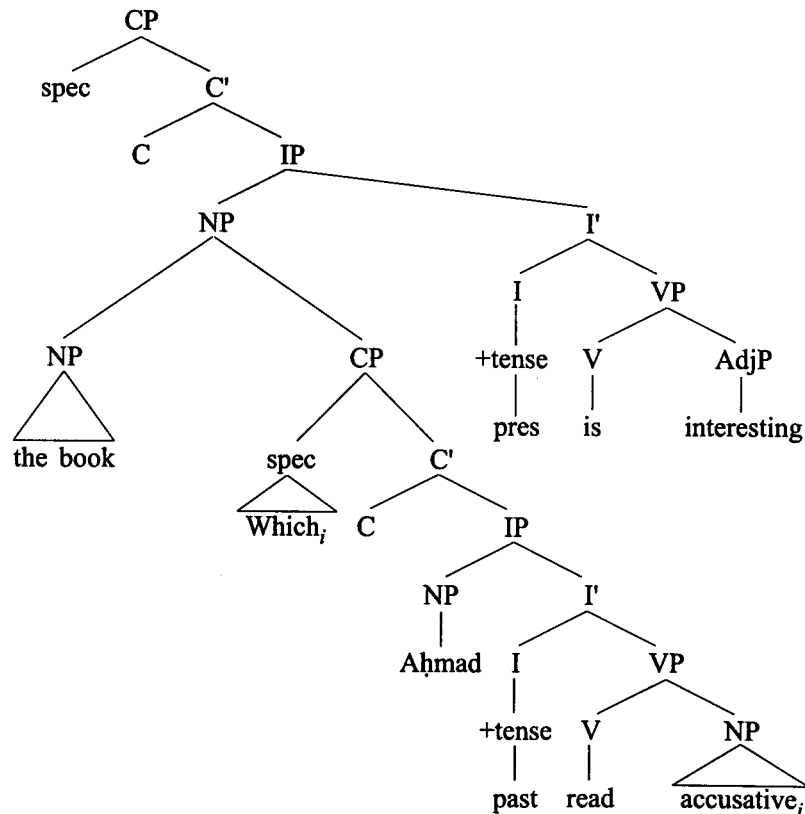 CP
spec C'
C IP
NP I'
I VP
NP CP +tense V AdjP
the book spec C' pres is interesting
Which_i C IP
NP I'
Aḥmad I VP
+tense V NP
past read accusative_i